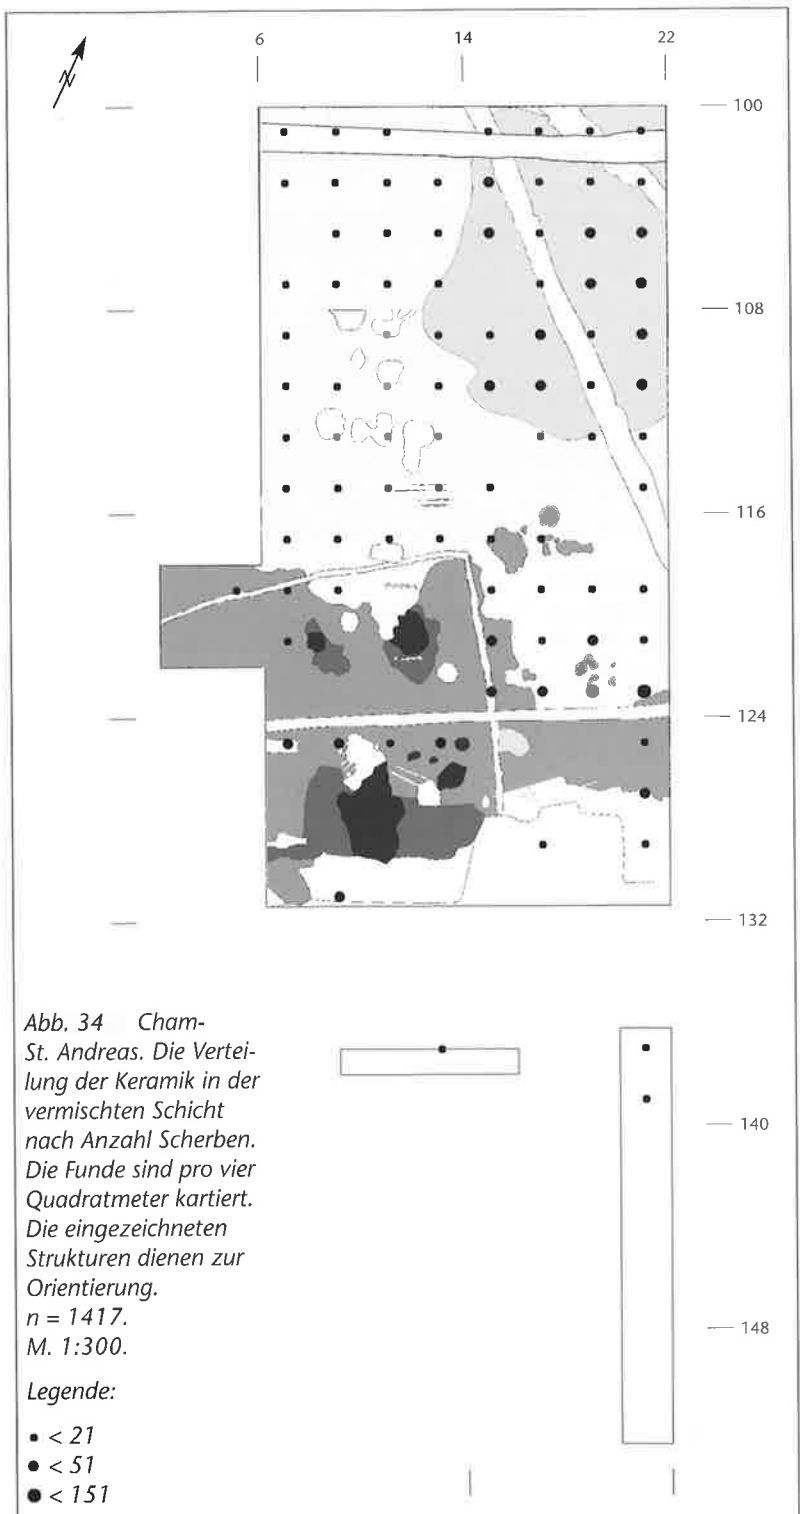 6 14 22
N
100
108
116
124
132
Abb. 34 Cham-
St. Andreas. Die Vertei-
lung der Keramik in der
vermischten Schicht
nach Anzahl Scherben.
Die Funde sind pro vier
Quadratmeter kartiert.
Die eingezeichneten
Strukturen dienen zur
Orientierung.
n = 1417.
M. 1:300.
140
148
Legende:
< 21
< 51
< 151